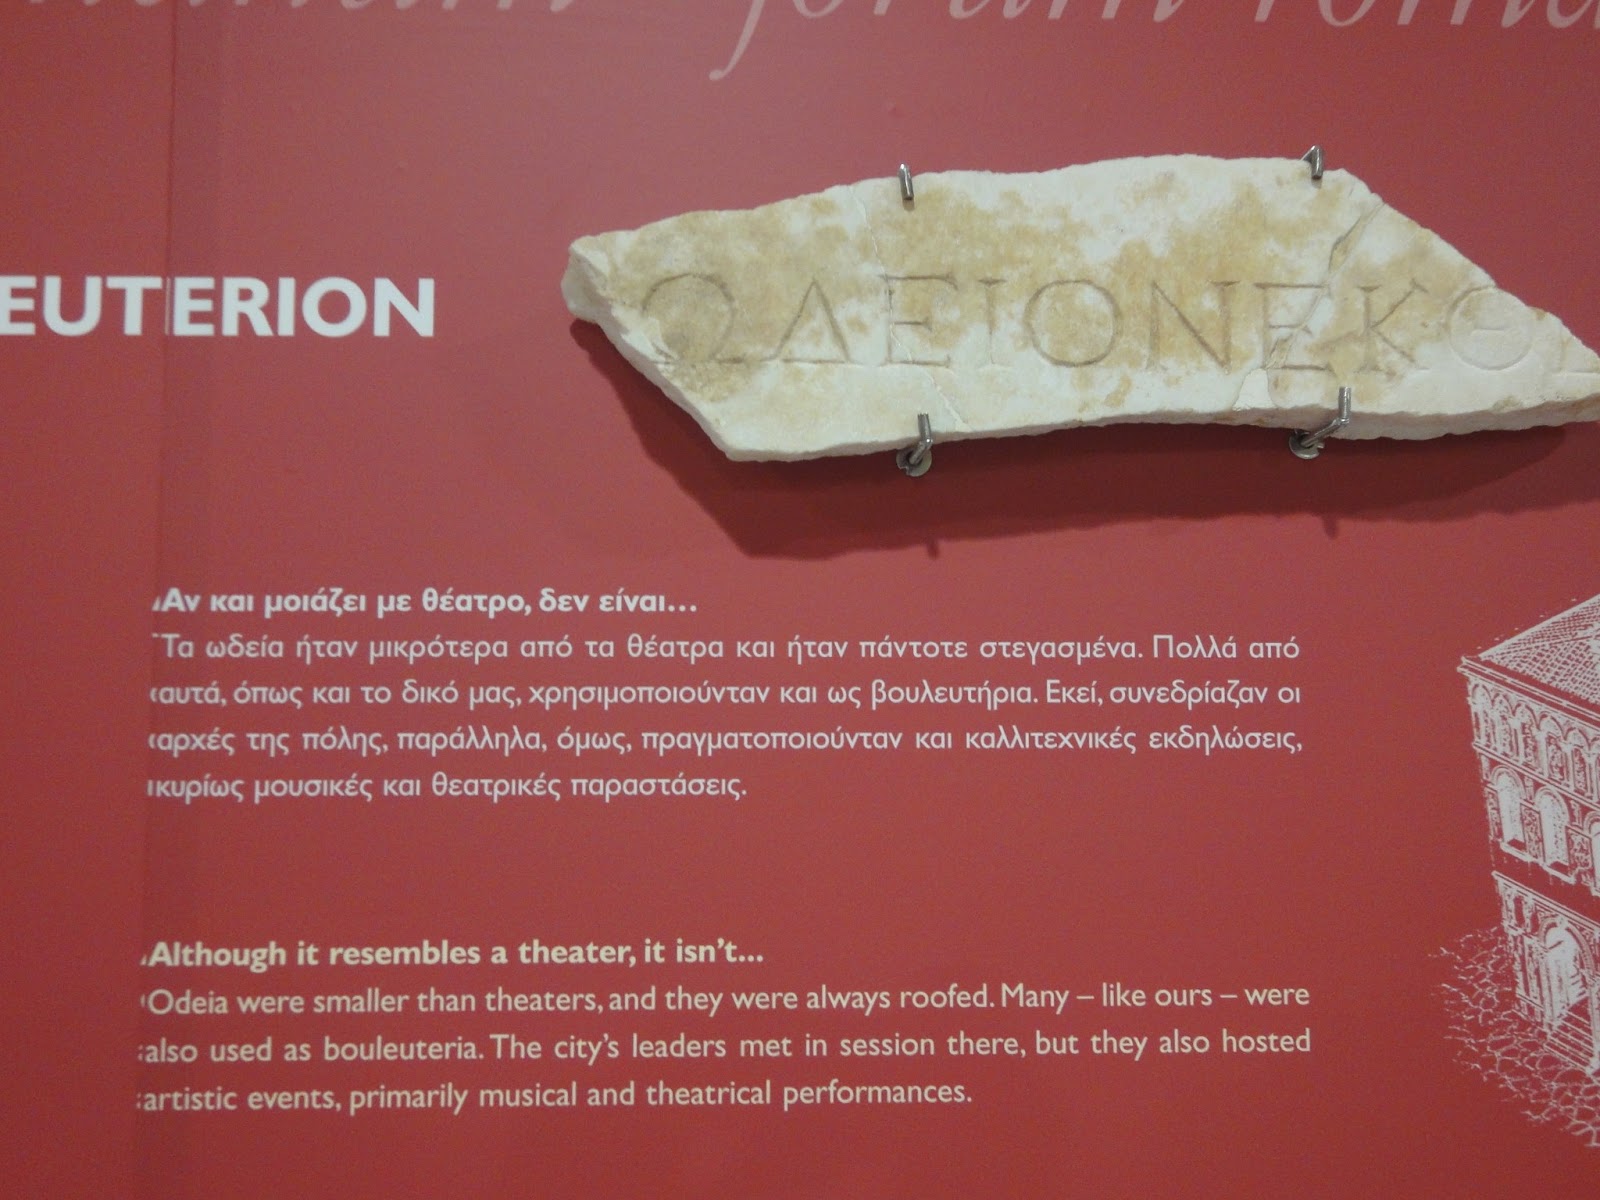 forum roma
EUTERION
ΩΔΕΙΟΝΕΚΘ
Αν και μοιάζει με θέατρο, δεν είναι...
Τα ωδεία ήταν μικρότερα από τα θέατρα και ήταν πάντοτε στεγασμένα. Πολλά από
αυτά, όπως και το δικό μας, χρησιμοποιούνταν και ως βουλευτήρια. Εκεί, συνεδρίαζαν οι
αρχές της πόλης, παράλληλα, όμως, πραγματοποιούνταν και καλλιτεχνικές εκδηλώσεις,
κυρίως μουσικές και θεατρικές παραστάσεις.
Although it resembles a theater, it isn't...
Odeia were smaller than theaters, and they were always roofed. Many – like ours – were
also used as bouleuteria. The city's leaders met in session there, but they also hosted
artistic events, primarily musical and theatrical performances.